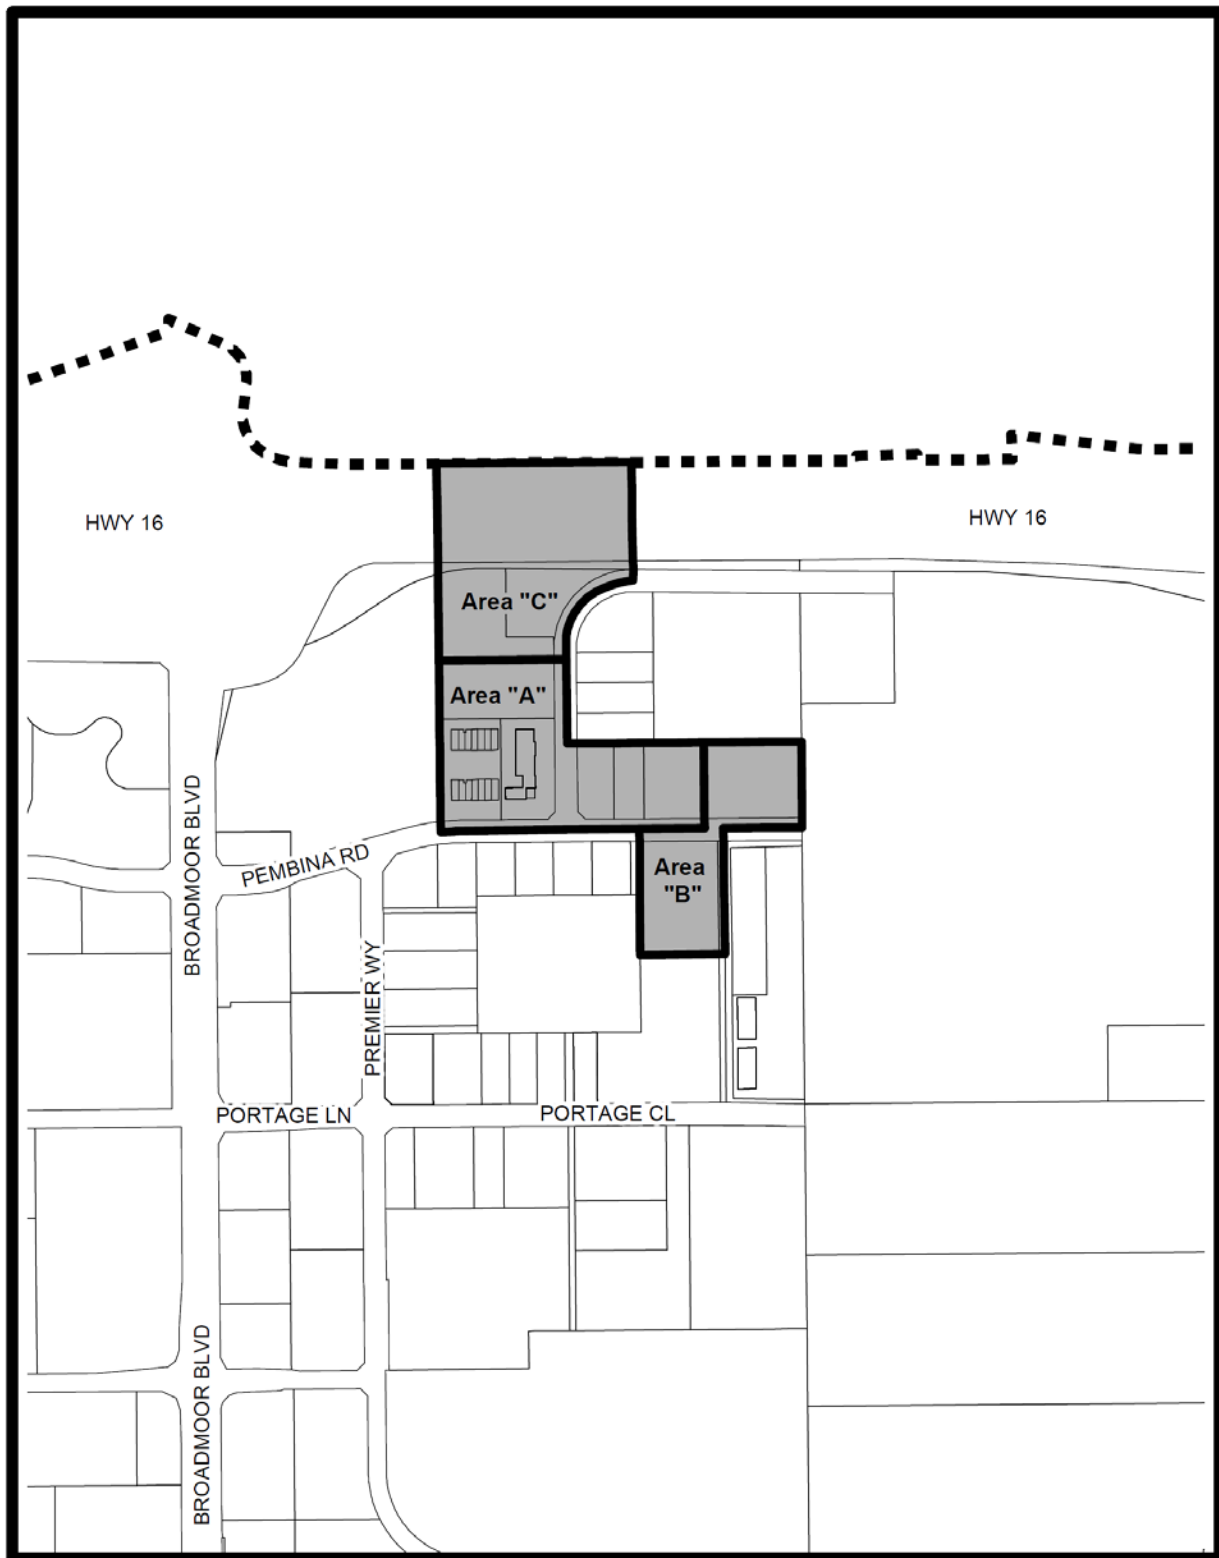 HWY 16
HWY 16
Area "C"
Area "A"
BROADMOOR BLVD
PEMBINA RD
Area
"B"
PREMIER WY
PORTAGE LN
PORTAGE CL
BROADMOOR BLVD